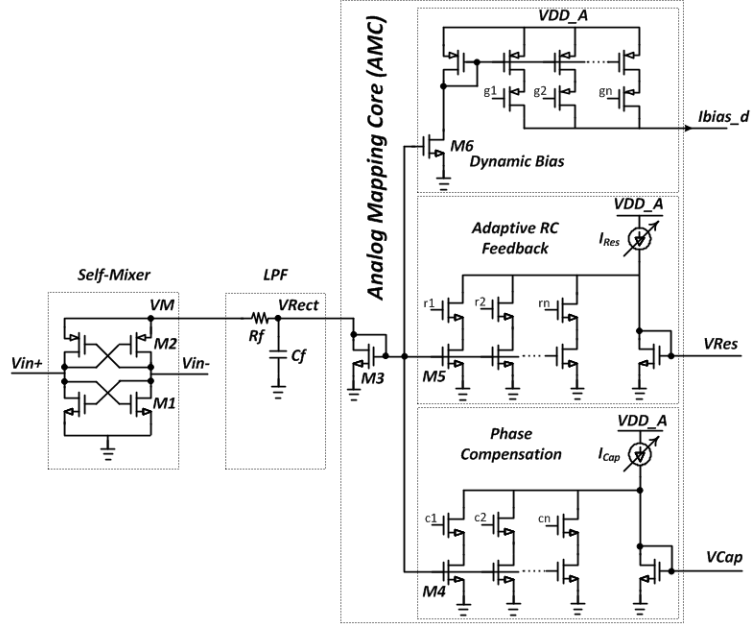 VDD_A
g1
g2
gn
Ibias_d
M6
Dynamic Bias
Analog Mapping Core (AMC)
Adaptive RC
Feedback
VDD_A
IRes
Self-Mixer
LPF
VM
VRect
r1
r2
rn
Rf
M2
Cf
Vin+
Vin-
M3
M5
VRes
M1
Phase
Compensation
VDD_A
ICap
c1
c2
cn
M4
VCap